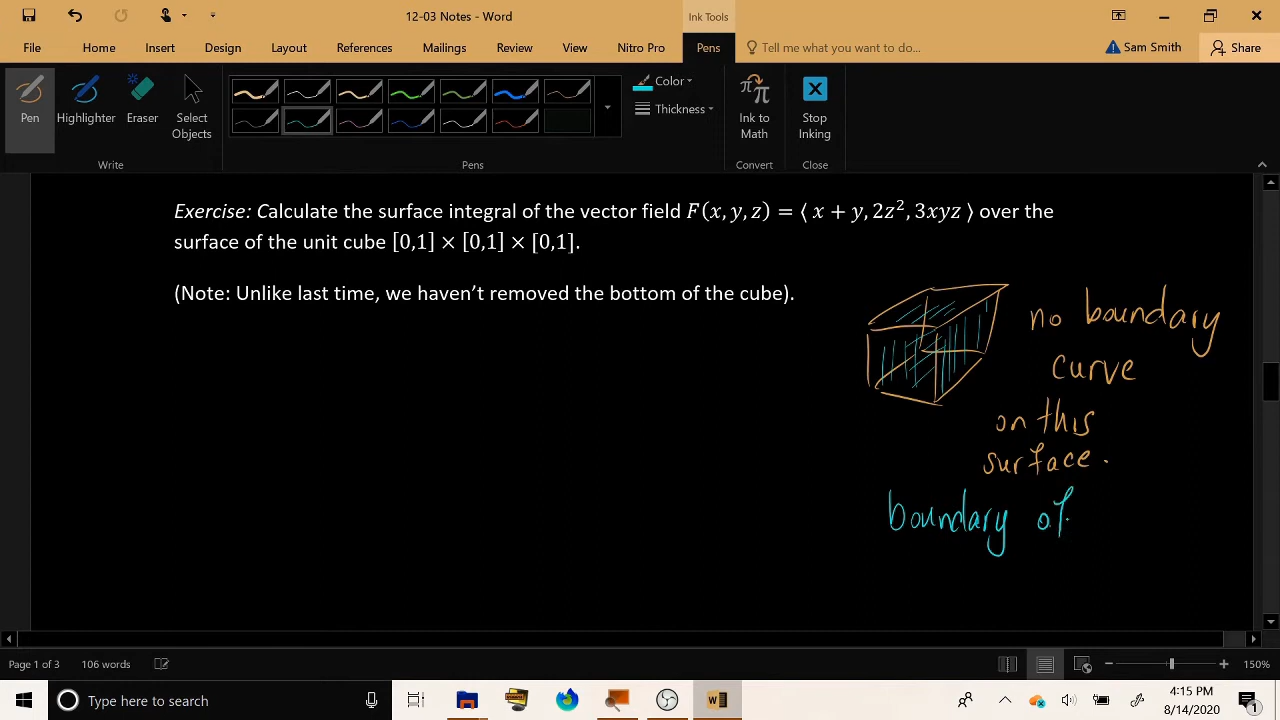 12-03 Notes - Word
Ink Tools
File Home Insert Design Layout References Mailings Review View Nitro Pro Pens Tell me what you want to do... Sam Smith Share
Pen Highlighter Eraser Select Objects
Color
Thickness
Ink to Math
Stop Inking
Write Pens Convert Close
Exercise: Calculate the surface integral of the vector field F(x, y, z) = ⟨ x + y, 2z², 3xyz ⟩ over the
surface of the unit cube [0,1] × [0,1] × [0,1].
(Note: Unlike last time, we haven't removed the bottom of the cube).
no boundary
curve
on this
surface.
boundary of
Page 1 of 3 106 words 150%
Type here to search
4:15 PM
8/14/2020
1